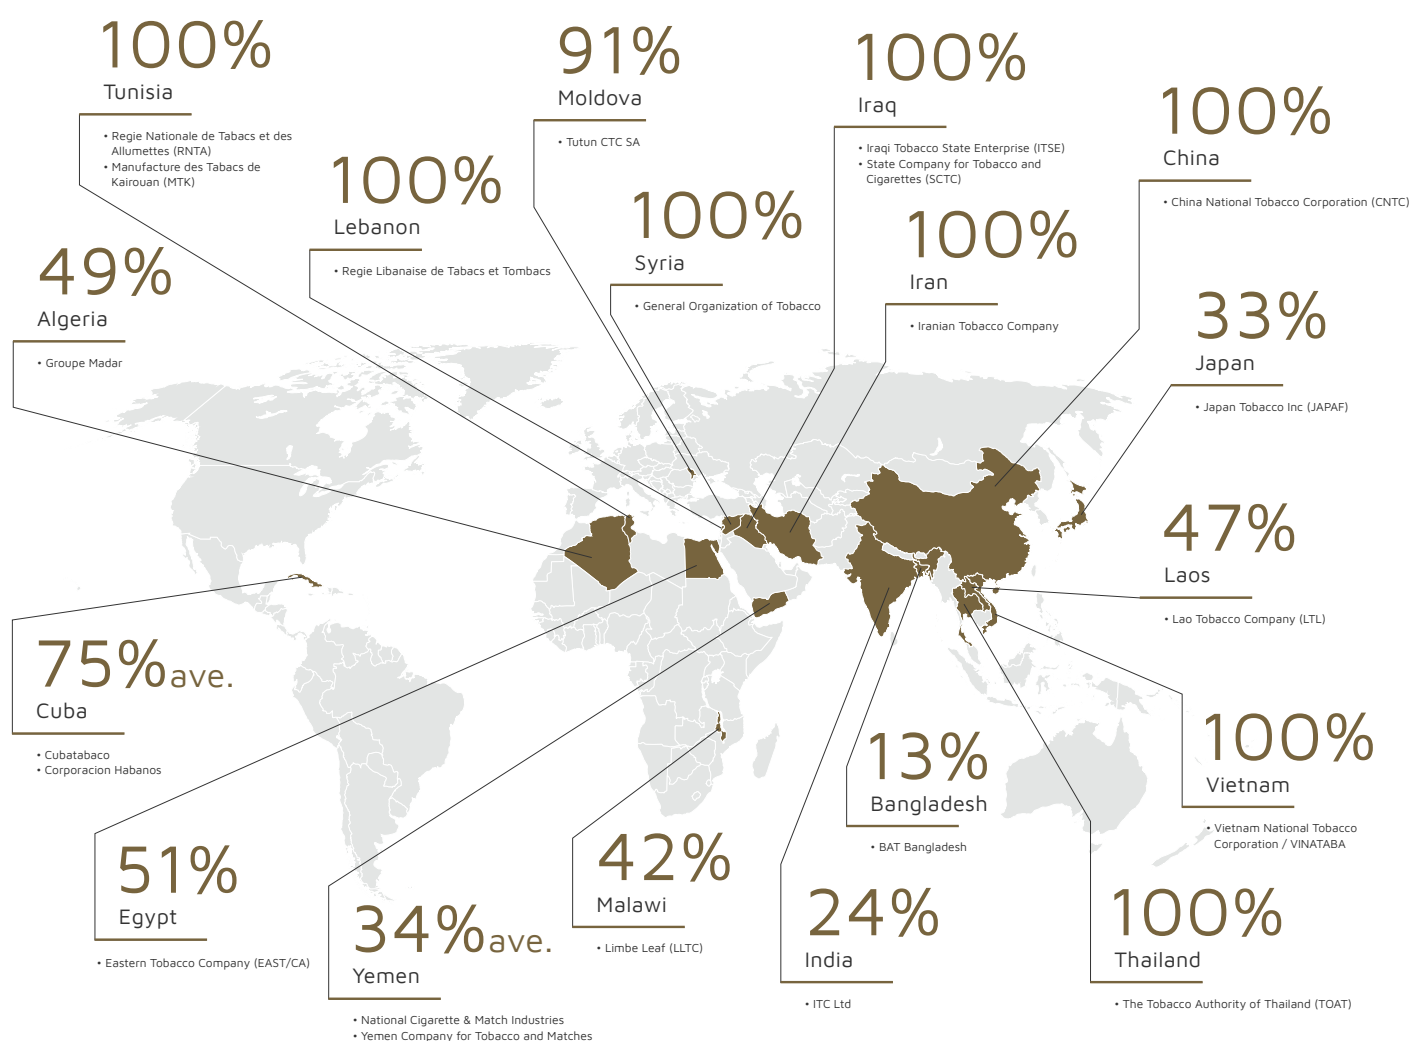 100%
Tunisia
• Regie Nationale de Tabacs et des
Allumettes (RNTA)
• Manufacture des Tabacs de
Kairouan (MTK)
91%
Moldova
• Tutun CTC SA
100%
Iraq
• Iraqi Tobacco State Enterprise (ITSE)
• State Company for Tobacco and
Cigarettes (SCTC)
100%
China
• China National Tobacco Corporation (CNTC)
100%
Lebanon
• Regie Libanaise de Tabacs et Tombacs
100%
Syria
• General Organization of Tobacco
100%
Iran
• Iranian Tobacco Company
49%
Algeria
• Groupe Madar
33%
Japan
• Japan Tobacco Inc (JAPAF)
47%
Laos
• Lao Tobacco Company (LTL)
75% ave.
Cuba
• Cubatabaco
• Corporacion Habanos
13%
Bangladesh
• BAT Bangladesh
100%
Vietnam
• Vietnam National Tobacco
Corporation / VINATABA
51%
Egypt
• Eastern Tobacco Company (EAST/CA)
34% ave.
Yemen
• National Cigarette & Match Industries
• Yemen Company for Tobacco and Matches
42%
Malawi
• Limbe Leaf (LLTC)
24%
India
• ITC Ltd
100%
Thailand
• The Tobacco Authority of Thailand (TOAT)